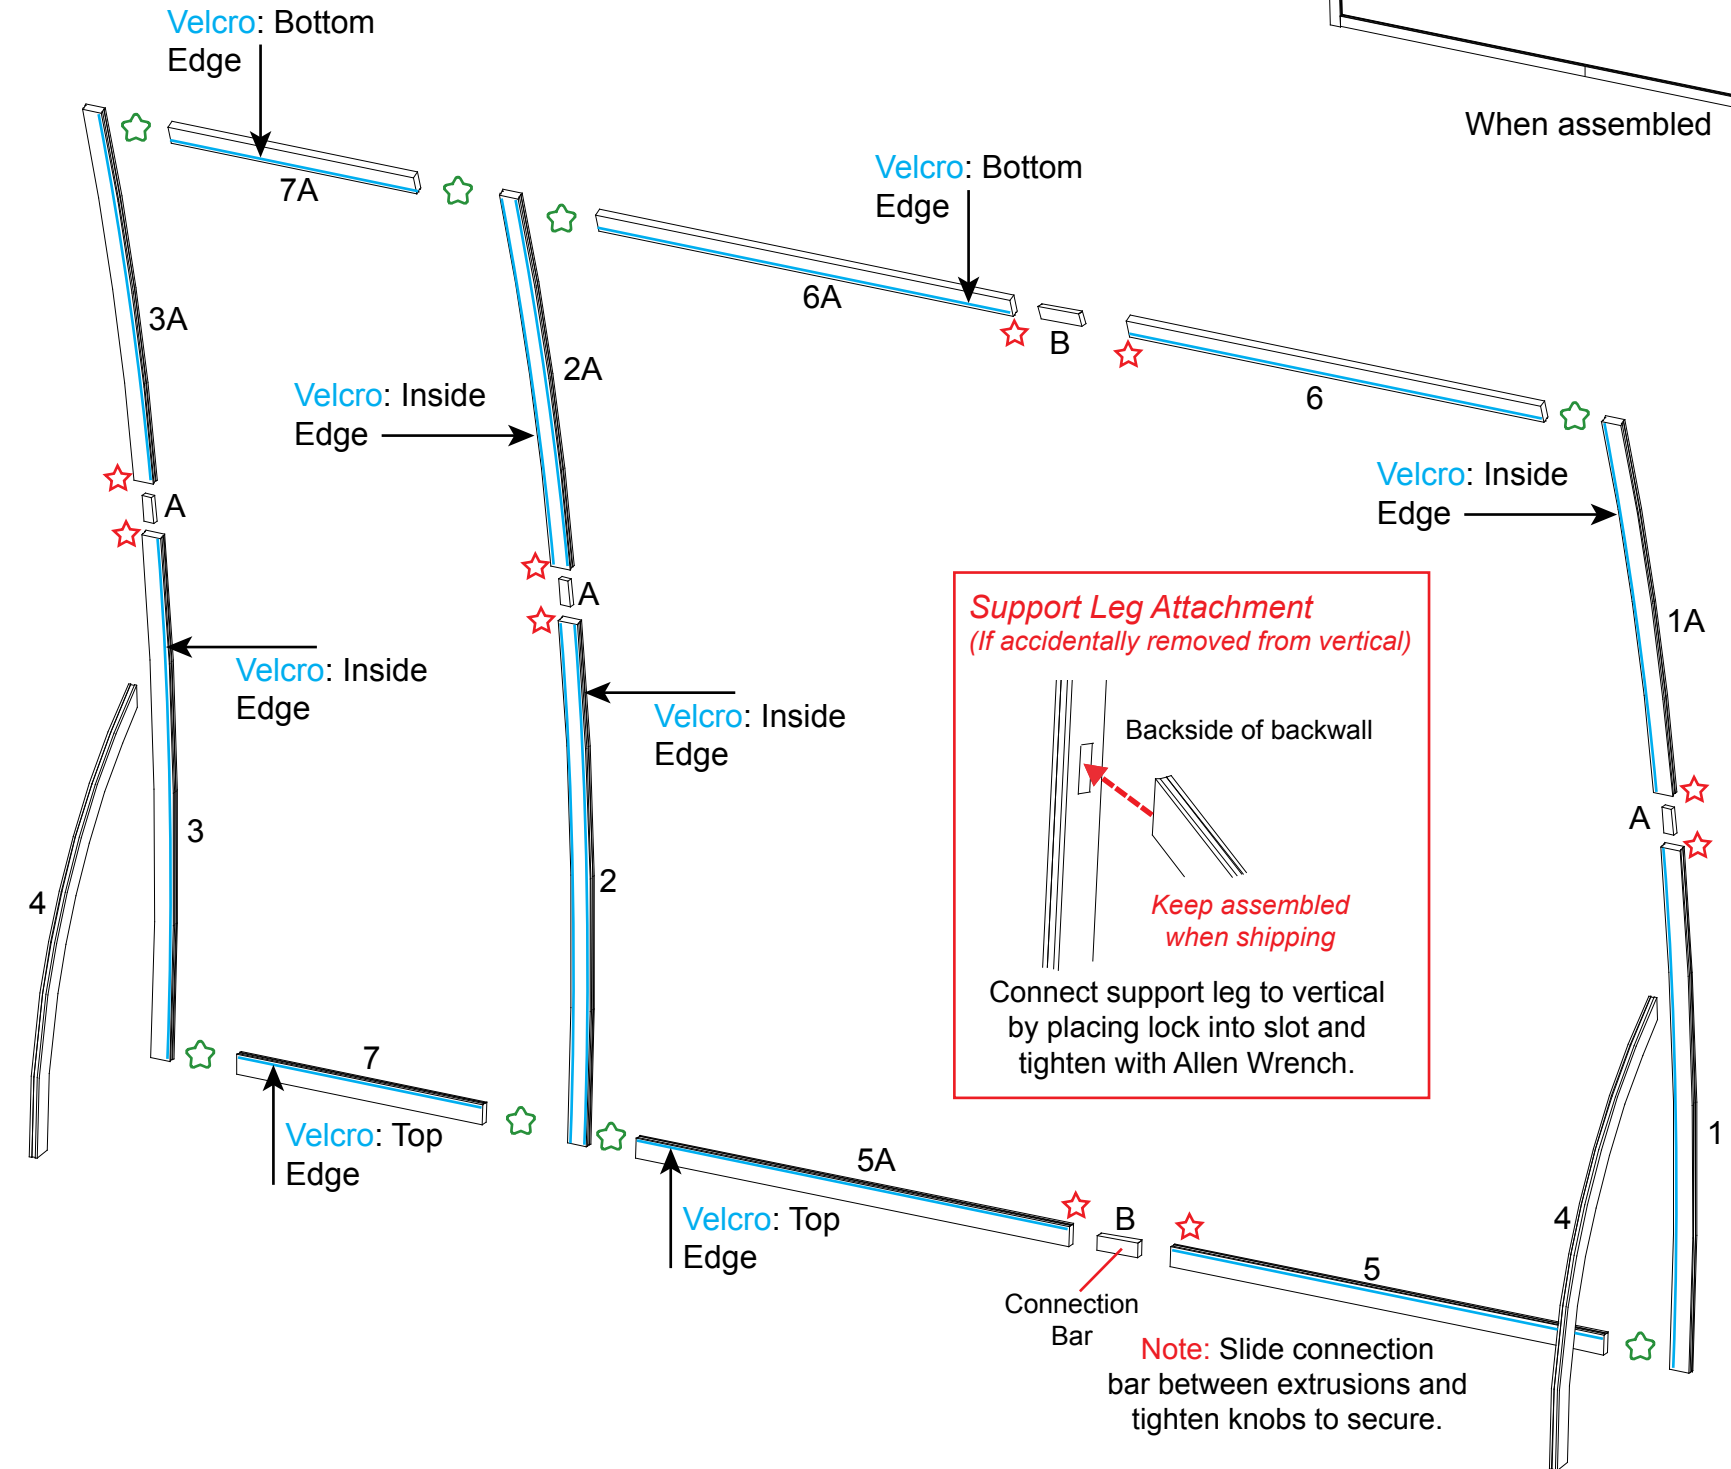 Velcro: Bottom
Edge
When assembled
7A
Velcro: Bottom
Edge
6A
B
3A
2A
6
Velcro: Inside
Edge
Velcro: Inside
Edge
A
A
1A
Support Leg Attachment
(If accidentally removed from vertical)
Backside of backwall
Keep assembled
when shipping
Connect support leg to vertical
by placing lock into slot and
tighten with Allen Wrench.
Velcro: Inside
Edge
Velcro: Inside
Edge
A
3
2
4
7
1
Velcro: Top
Edge
5A
Velcro: Top
Edge
B
4
5
Connection
Bar
Note: Slide connection
bar between extrusions and
tighten knobs to secure.